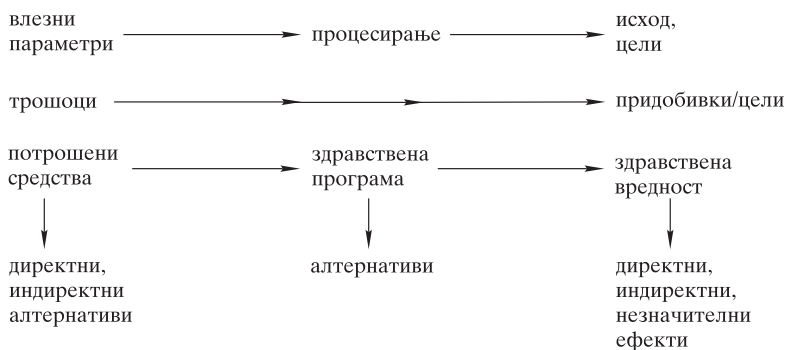 влезни
параметри
процесирање
исход,
цели
трошоци
придобивки/цели
потрошени
средства
здравствена
програма
здравствена
вредност
директни,
индиректни
алтернативи
алтернативи
директни,
индиректни,
незначителни
ефекти